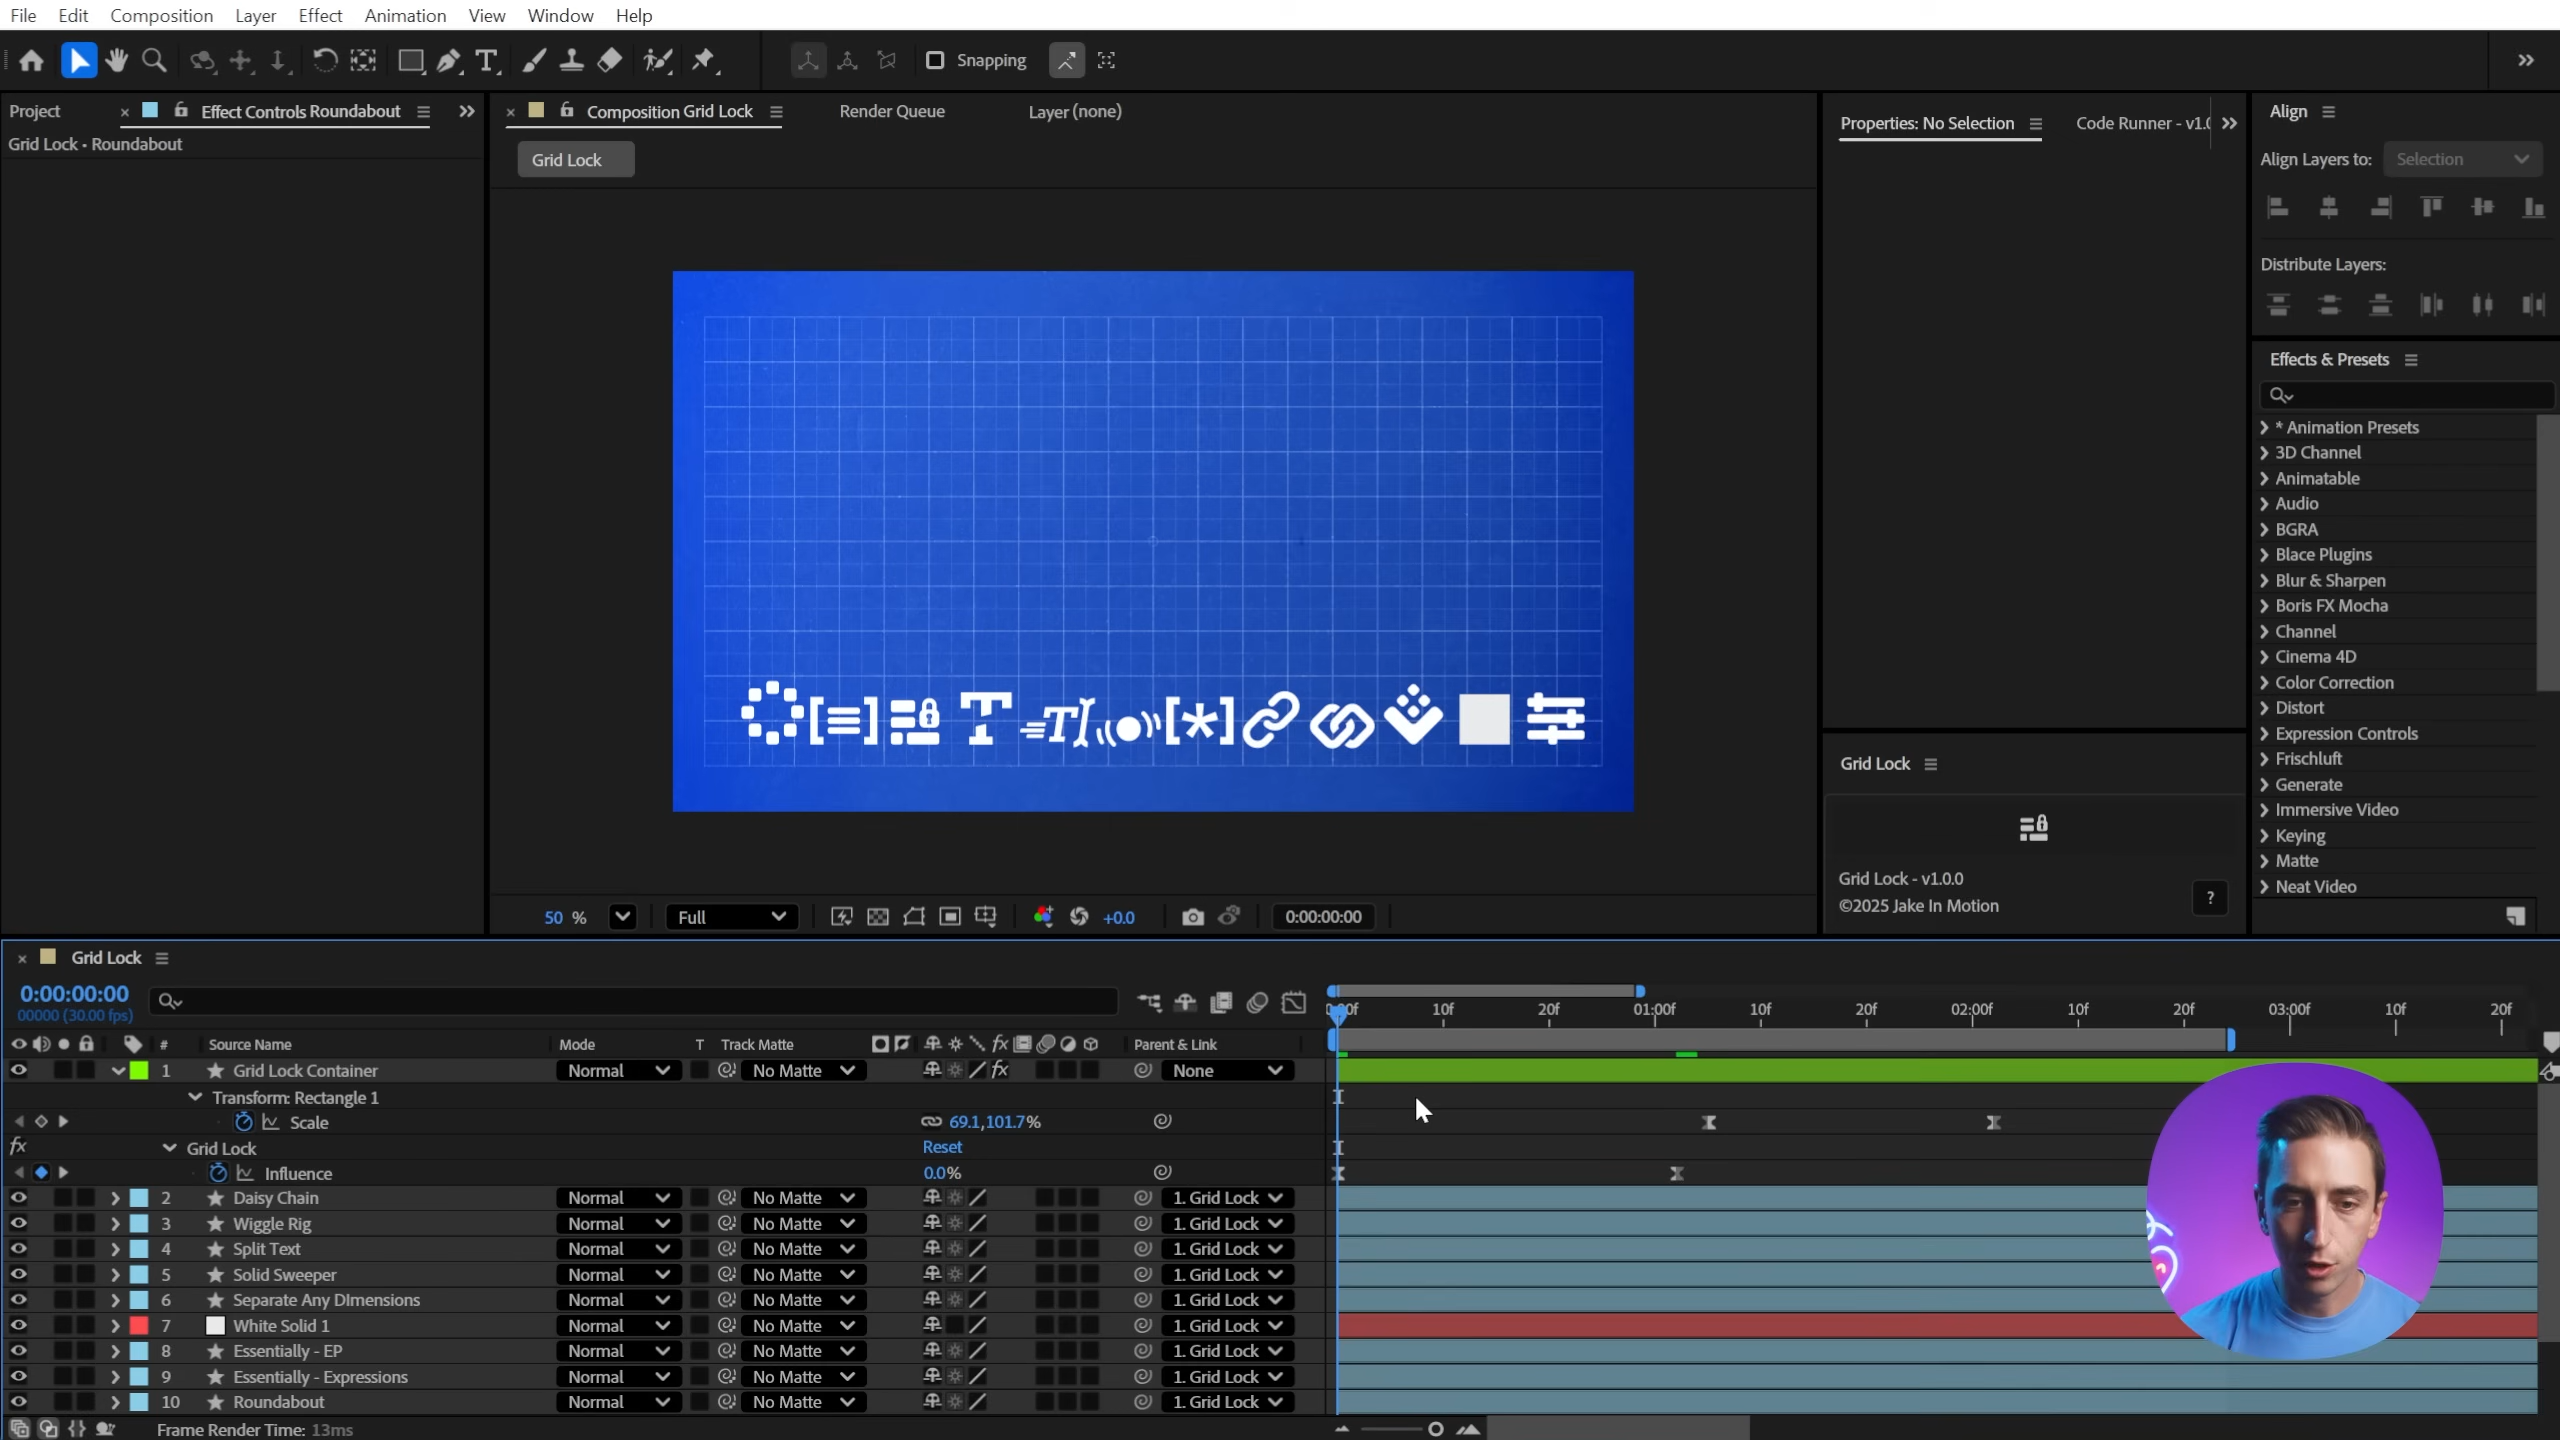 File Edit Composition Layer Effect Animation View Window Help
Snapping
Project Effect Controls Roundabout
Grid Lock • Roundabout
Composition Grid Lock Render Queue Layer (none)
Grid Lock
Properties: No Selection Code Runner - v1.0
Align
Align Layers to: Selection
Distribute Layers:
Effects & Presets
* Animation Presets
3D Channel
Animatable
Audio
BGRA
Blace Plugins
Blur & Sharpen
Boris FX Mocha
Channel
Cinema 4D
Color Correction
Distort
Expression Controls
Frischluft
Generate
Immersive Video
Keying
Matte
Neat Video
Grid Lock
Grid Lock - v1.0.0
©2025 Jake In Motion
?
50 % Full +0.0 0:00:00:00
Grid Lock
0:00:00:00
00000 (30.00 fps)
0:00f 10f 20f 01:00f 10f 20f 02:00f 10f 20f 03:00f 10f 20f
# Source Name Mode T Track Matte Parent & Link
1 Grid Lock Container Normal No Matte None
Transform: Rectangle 1
Scale 69.1,101.7%
Grid Lock Reset
Influence 0.0%
2 Daisy Chain Normal No Matte 1. Grid Lock
3 Wiggle Rig Normal No Matte 1. Grid Lock
4 Split Text Normal No Matte 1. Grid Lock
5 Solid Sweeper Normal No Matte 1. Grid Lock
6 Separate Any DImensions Normal No Matte 1. Grid Lock
7 White Solid 1 Normal No Matte 1. Grid Lock
8 Essentially - EP Normal No Matte 1. Grid Lock
9 Essentially - Expressions Normal No Matte 1. Grid Lock
10 Roundabout Normal No Matte 1. Grid Lock
Frame Render Time: 13ms